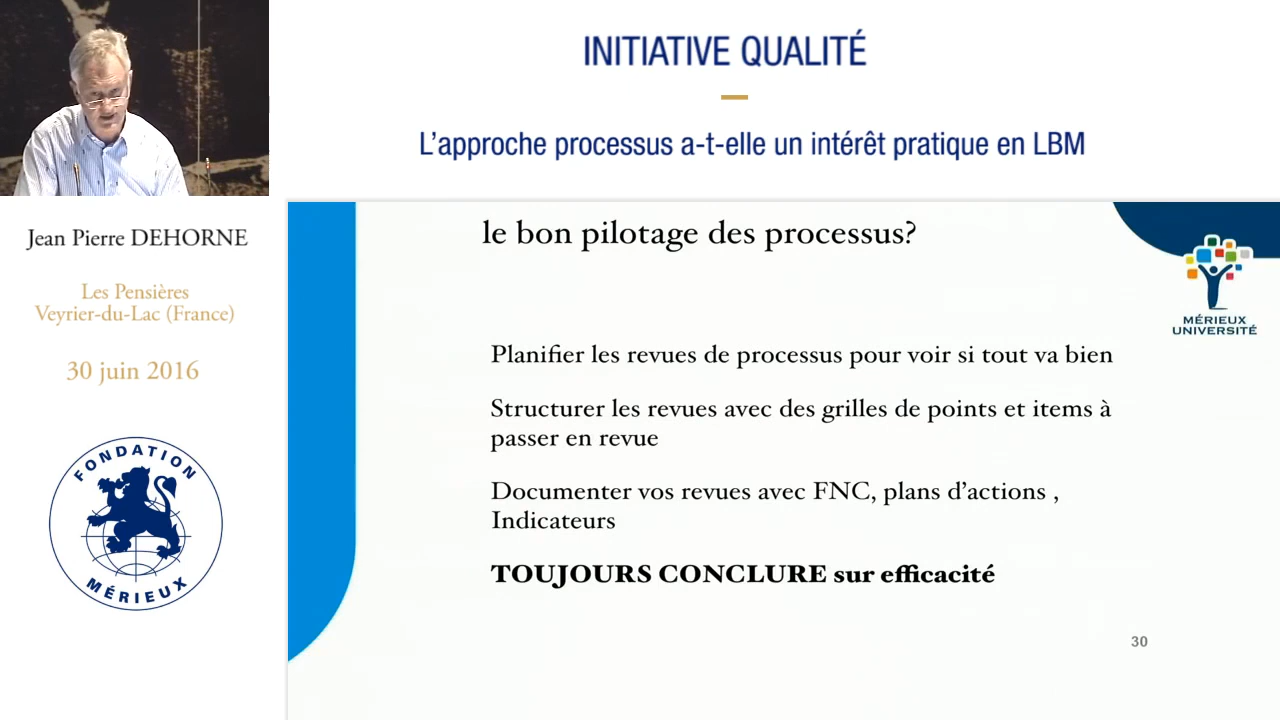 INITIATIVE QUALITÉ
L'approche processus a-t-elle un intérêt pratique en LBM
Jean Pierre DEHORNE
Les Pensières
Veyrier-du-Lac (France)
30 juin 2016
FONDATION
MÉRIEUX
le bon pilotage des processus?
MÉRIEUX
UNIVERSITÉ
Planifier les revues de processus pour voir si tout va bien
Structurer les revues avec des grilles de points et items à
passer en revue
Documenter vos revues avec FNC, plans d'actions ,
Indicateurs
TOUJOURS CONCLURE sur efficacité
30